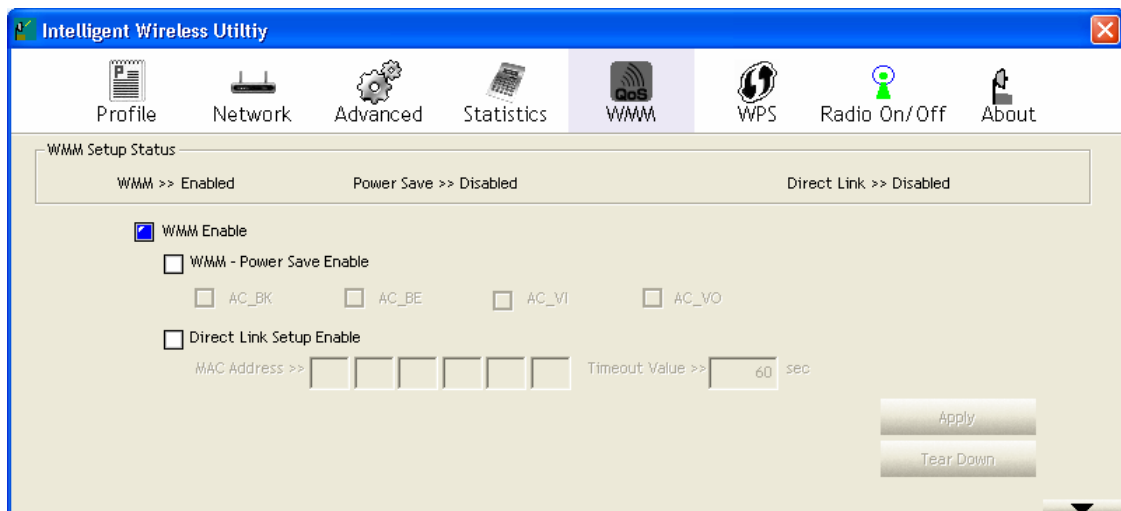 Intelligent Wireless Utiltiy
Profile Network Advanced Statistics QoS WMM WPS Radio On/Off About
WMM Setup Status
WMM >> Enabled Power Save >> Disabled Direct Link >> Disabled
WMM Enable
WMM - Power Save Enable
AC_BK AC_BE AC_VI AC_VO
Direct Link Setup Enable
MAC Address >> Timeout Value >> 60 sec
Apply
Tear Down